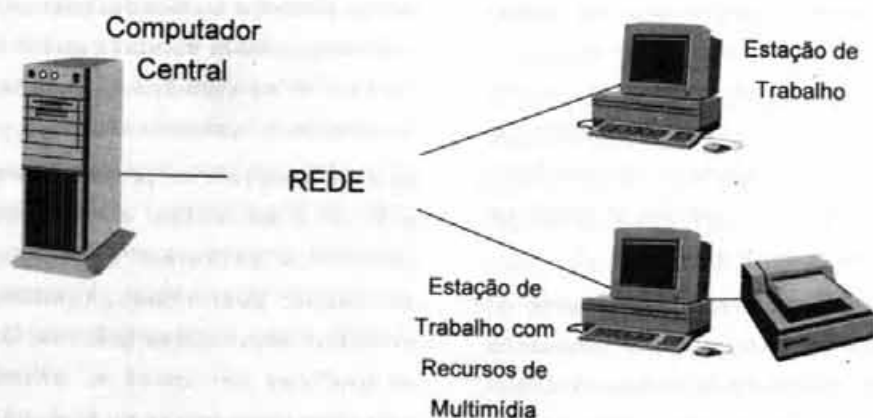 Computador
Central
Estação de
Trabalho
REDE
Estação de
Trabalho com
Recursos de
Multimídia